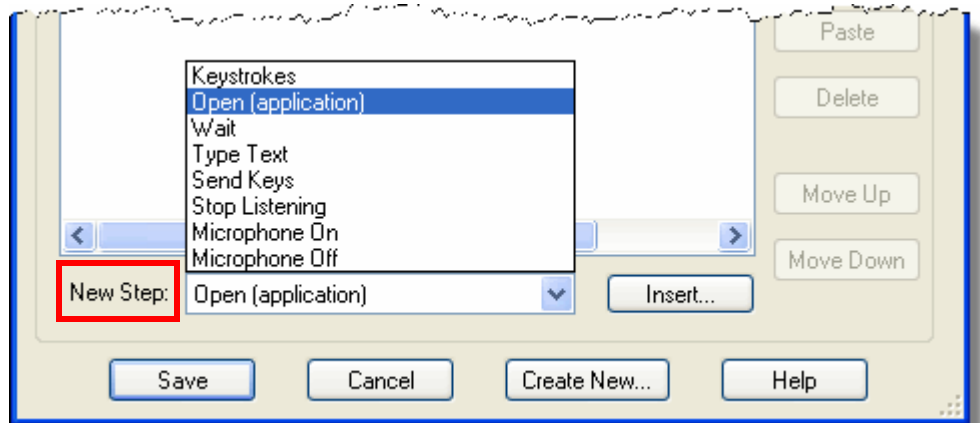 Paste
Keystrokes
Open (application)
Delete
Wait
Type Text
Send Keys
Move Up
Stop Listening
Microphone On
Microphone Off
Move Down
New Step: Open (application) Insert...
Save Cancel Create New... Help